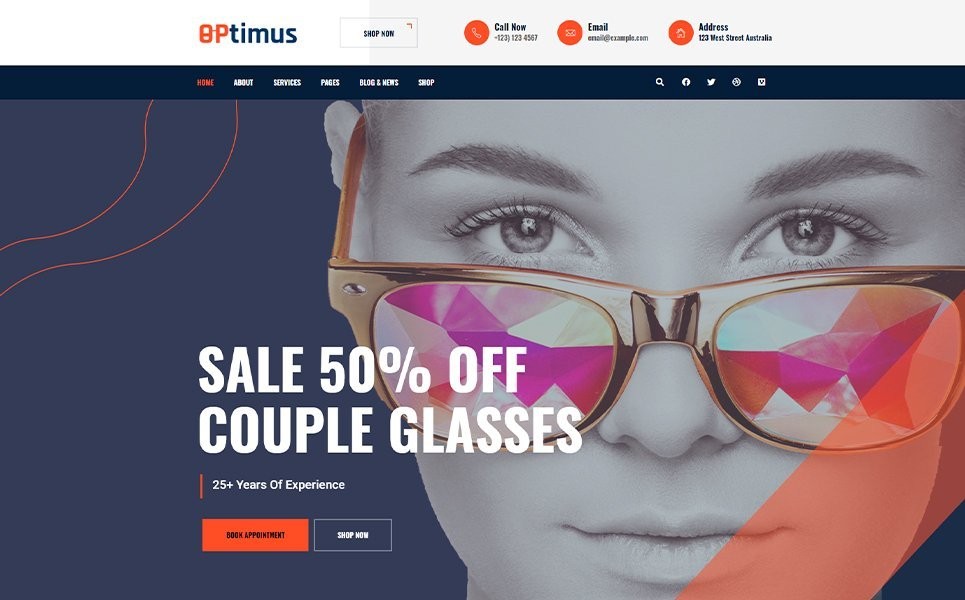 OPtimus
SHOP NOW
Call Now
+123) 123 4567
Email
email@example.com
Address
123 West Street Australia
HOME ABOUT SERVICES PAGES BLOG & NEWS SHOP
SALE 50% OFF
COUPLE GLASSES
25+ Years Of Experience
BOOK APPOINTMENT
SHOP NOW